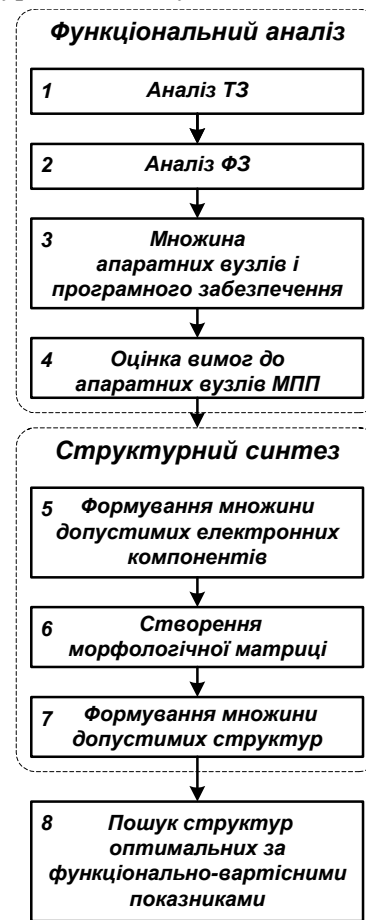 Функціональний аналіз
1 Аналіз ТЗ
2 Аналіз ФЗ
3 Множина
апаратних вузлів і
програмного забезпечення
4 Оцінка вимог до
апаратних вузлів МПП
Структурний синтез
5 Формування множини
допустимих електронних
компонентів
6 Створення
морфологічної матриці
7 Формування множини
допустимих структур
8 Пошук структур
оптимальних за
функціонально-вартісними
показниками